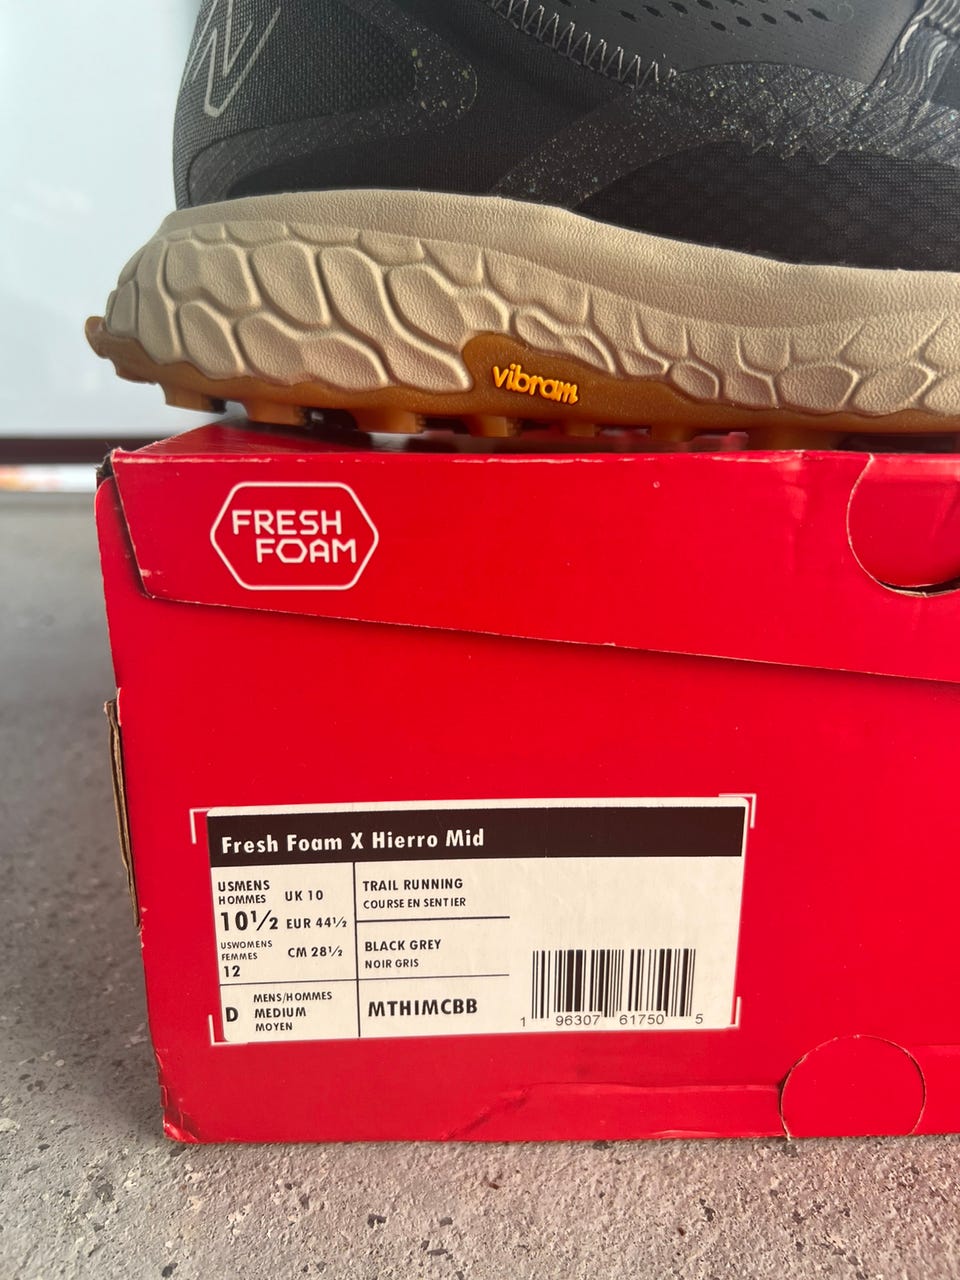 N
vibram
FRESH
FOAM
Fresh Foam X Hierro Mid
USMENS
HOMMES
UK 10
10½
EUR 44½
USWOMENS
FEMMES
CM 28½
12
D
MENS/HOMMES
MEDIUM
MOYEN
TRAIL RUNNING
COURSE EN SENTIER
BLACK GREY
NOIR GRIS
MTHIMCBB
1 96307 61750 5